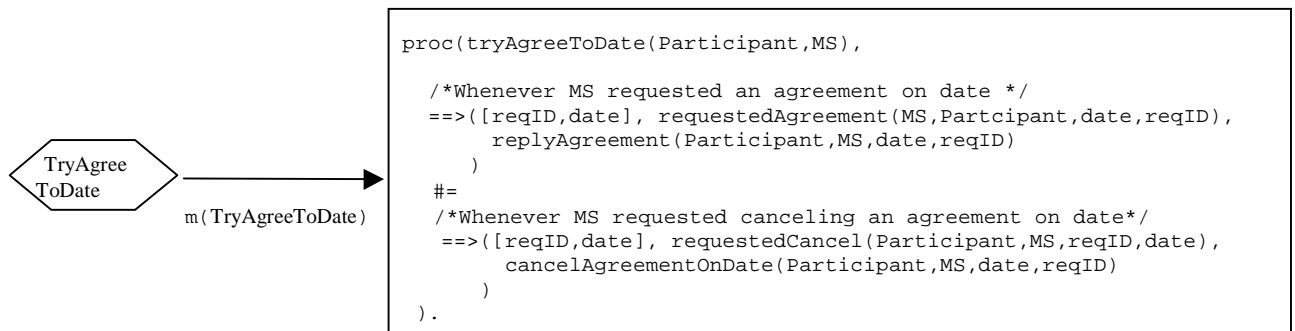 TryAgree
ToDate
m(TryAgreeToDate)
proc(tryAgreeToDate(Participant,MS),
/*Whenever MS requested an agreement on date */
==>([reqID,date], requestedAgreement(MS,Partcipant,date,reqID),
replyAgreement(Participant,MS,date,reqID)
)
#=
/*Whenever MS requested canceling an agreement on date*/
==>([reqID,date], requestedCancel(Participant,MS,reqID,date),
cancelAgreementOnDate(Participant,MS,date,reqID)
)
).